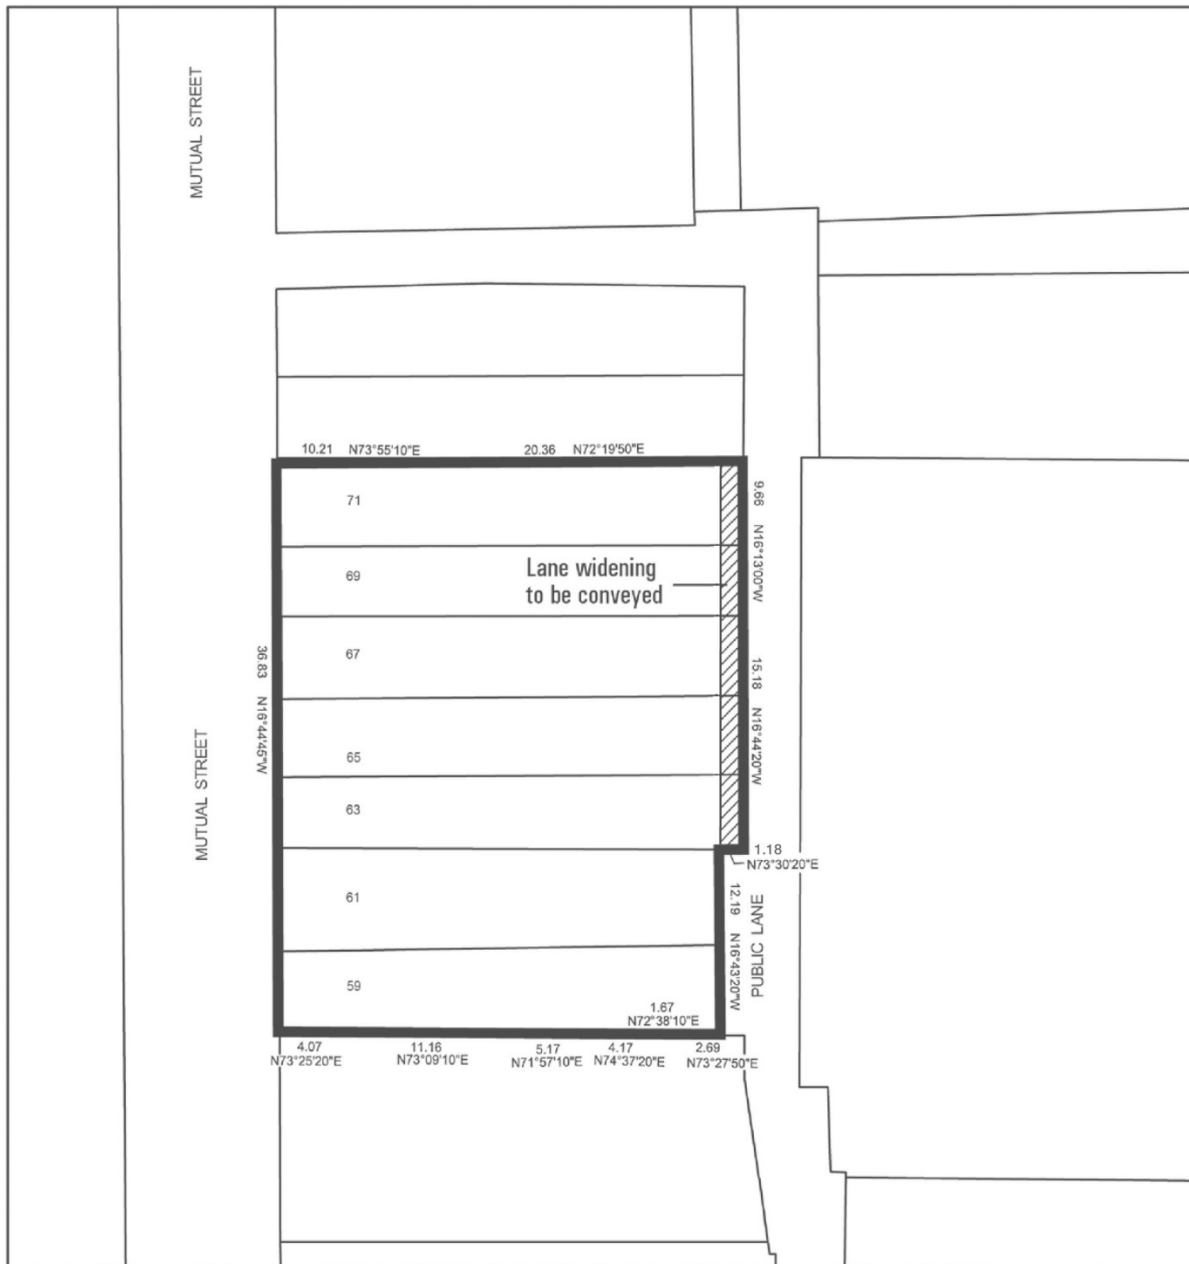 MUTUAL STREET
10.21 N73°55'10"E
20.36 N72°19'50"E
71
9.66 N16°13'00"W
69
Lane widening
to be conveyed
67
36.83 N16°44'45"W
15.18 N16°44'20"W
MUTUAL STREET
65
63
1.18
N73°30'20"E
61
12.19 N16°43'20"W
PUBLIC LANE
59
1.67
N72°38'10"E
4.07
N73°25'20"E
11.16
N73°09'10"E
5.17
N71°57'10"E
4.17
N74°37'20"E
2.69
N73°27'50"E